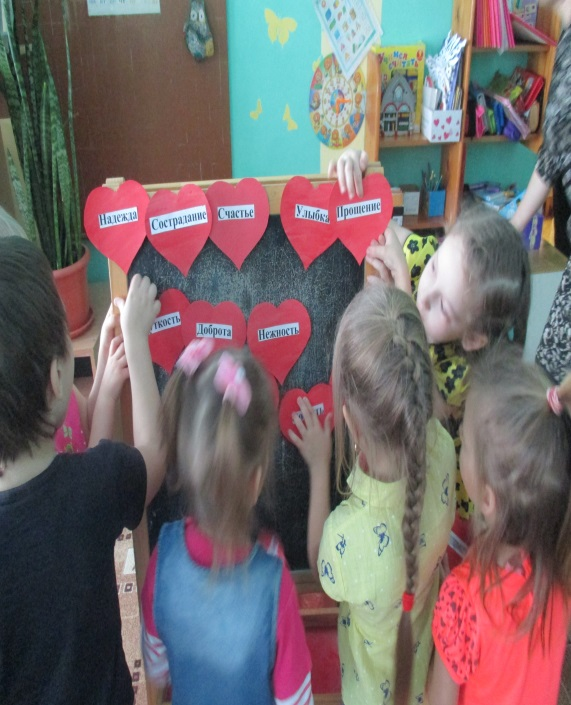 Надежда
Сострадание
Счастье
Улыбка
Прощение
Доброта
Нежность